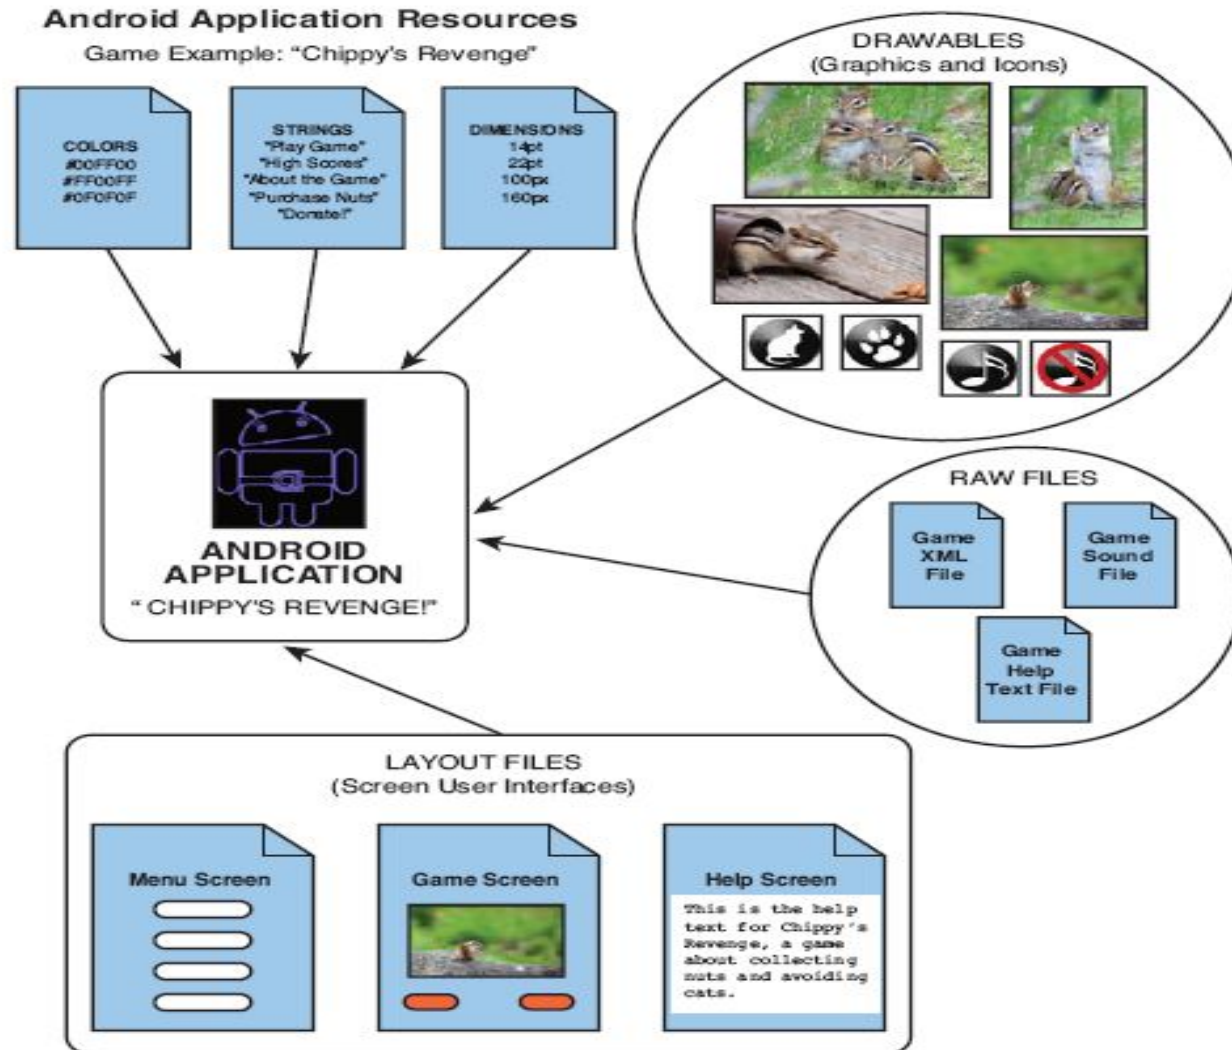 Android Application Resources
Game Example: "Chippy's Revenge"
COLORS
#00FF00
#FF00FF
#0F0F0F
STRINGS
"Play Game"
"High Scores"
"About the Game"
"Purchase Nuts"
"Donate!"
DIMENSIONS
14pt
22pt
100px
160px
DRAWABLES
(Graphics and Icons)
ANDROID
APPLICATION
"CHIPPY'S REVENGE!"
RAW FILES
Game
XML
File
Game
Sound
File
Game
Help
Text File
LAYOUT FILES
(Screen User Interfaces)
Menu Screen
Game Screen
Help Screen
This is the help
text for Chippy's
Revenge, a game
about collecting
nuts and avoiding
cats.